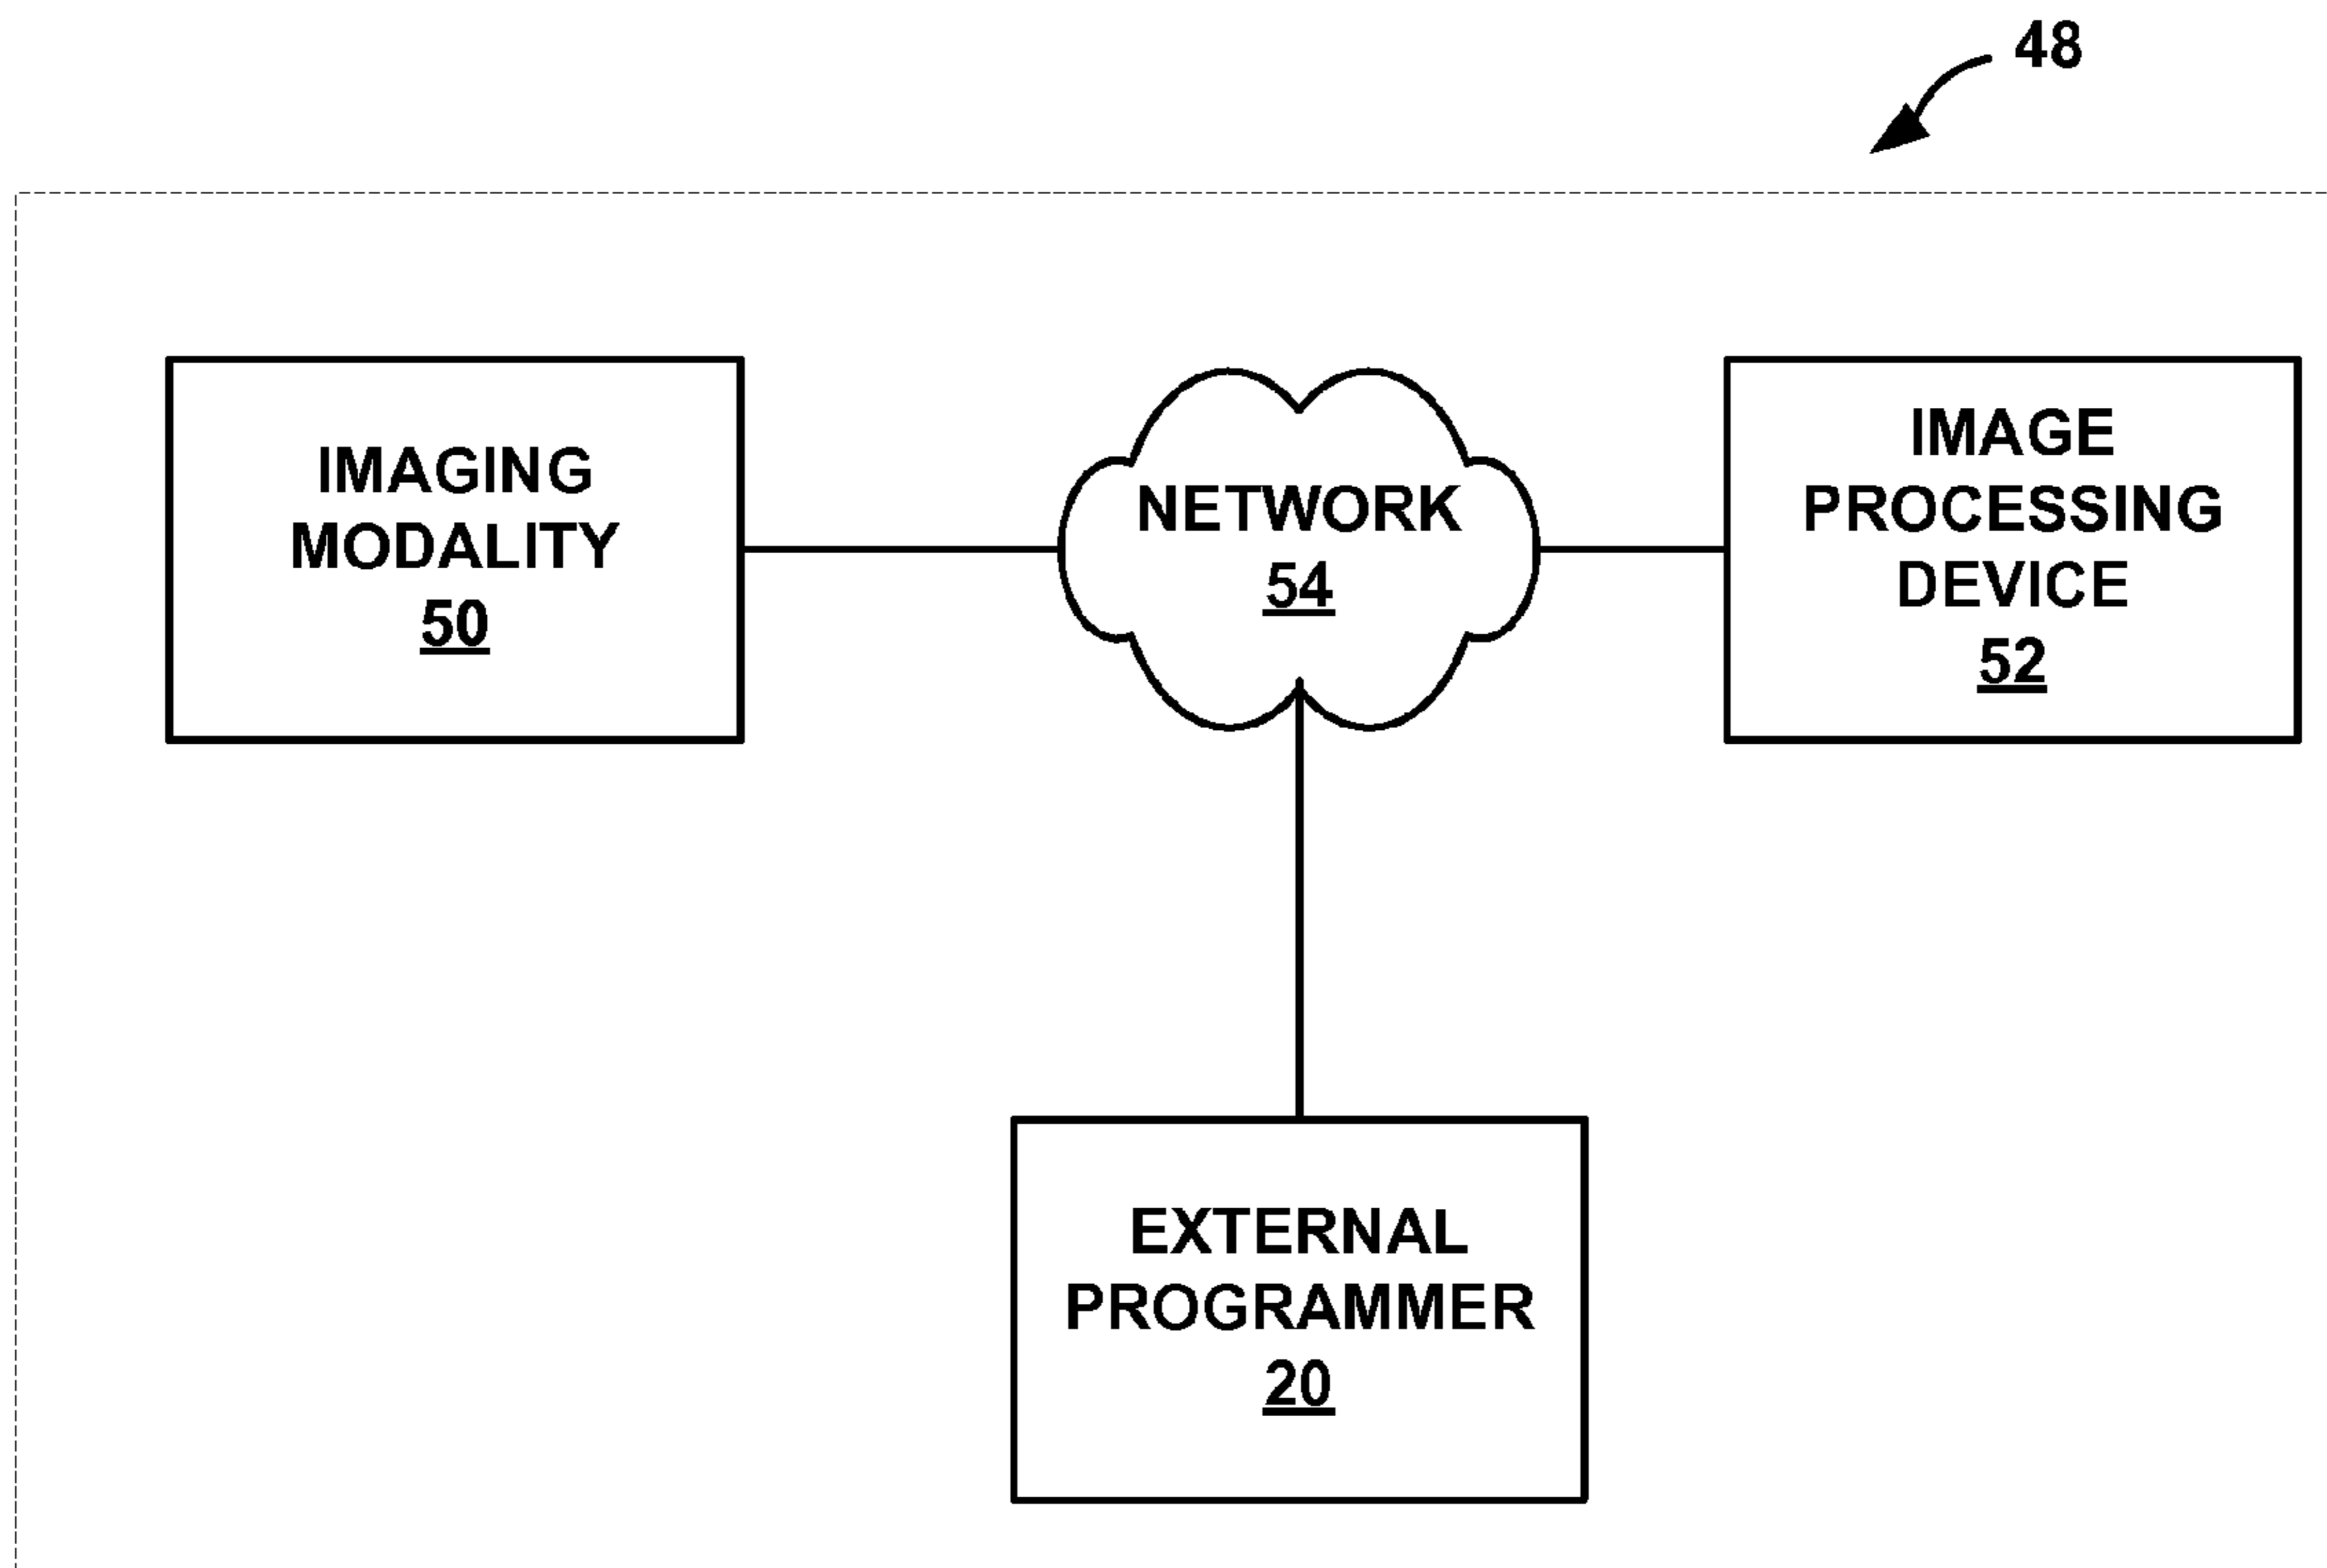 48
IMAGING
MODALITY
50
NETWORK
54
IMAGE
PROCESSING
DEVICE
52
EXTERNAL
PROGRAMMER
20